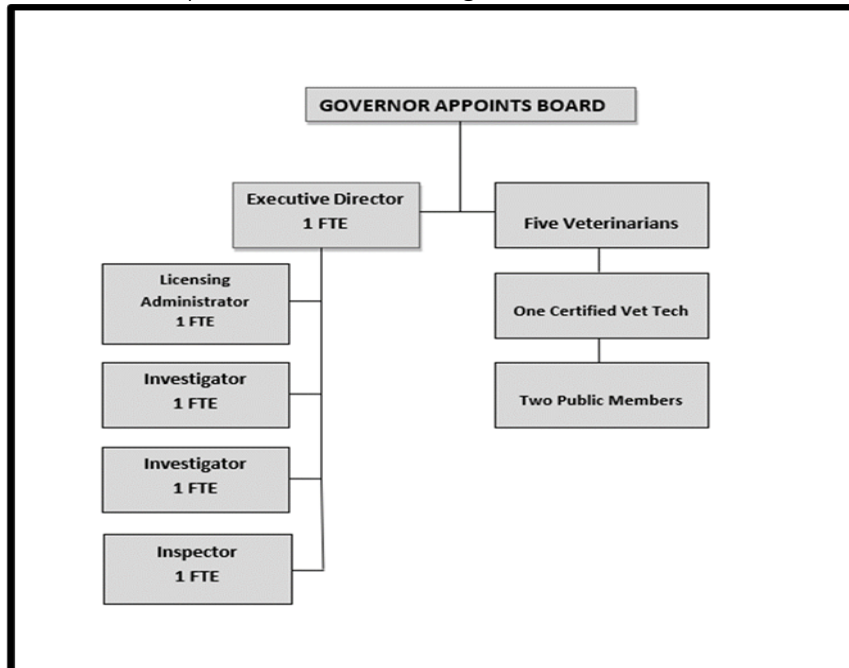 GOVERNOR APPOINTS BOARD
Executive Director
1 FTE
Five Veterinarians
Licensing
Administrator
1 FTE
One Certified Vet Tech
Investigator
1 FTE
Two Public Members
Investigator
1 FTE
Inspector
1 FTE